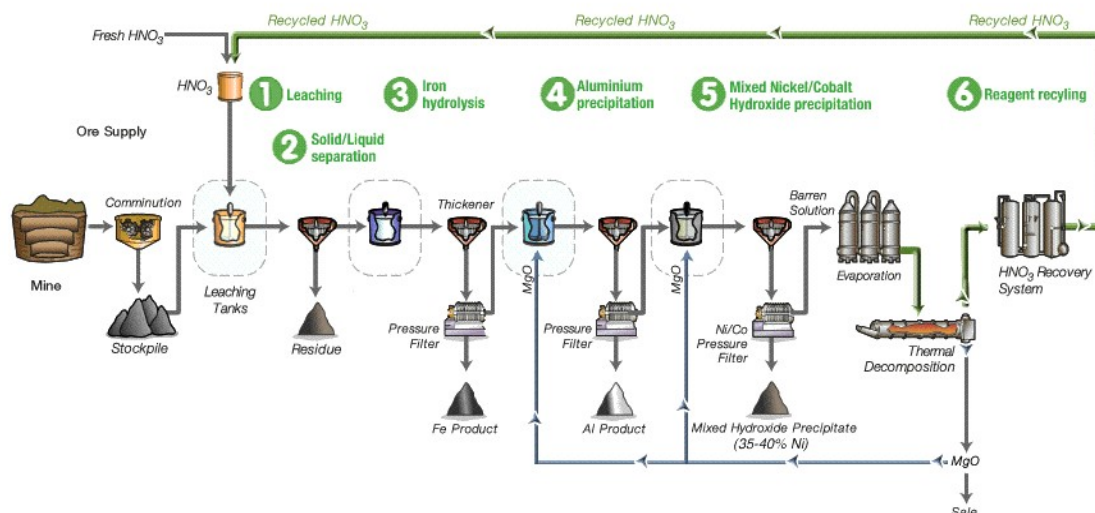 Recycled HNO3
Recycled HNO3
Recycled HNO3
Fresh HNO3
HNO3
1 Leaching
3 Iron
hydrolysis
4 Aluminium
precipitation
5 Mixed Nickel/Cobalt
Hydroxide precipitation
6 Reagent recyling
Ore Supply
2 Solid/Liquid
separation
Comminution
Thickener
Barren
Solution
Mine
Leaching
Tanks
MgO
MgO
Evaporation
HNO3 Recovery
System
Stockpile
Residue
Pressure
Filter
Pressure
Filter
Ni/Co
Pressure
Filter
Thermal
Decomposition
Fe Product
Al Product
Mixed Hydroxide Precipitate
(35-40% Ni)
MgO
Sale